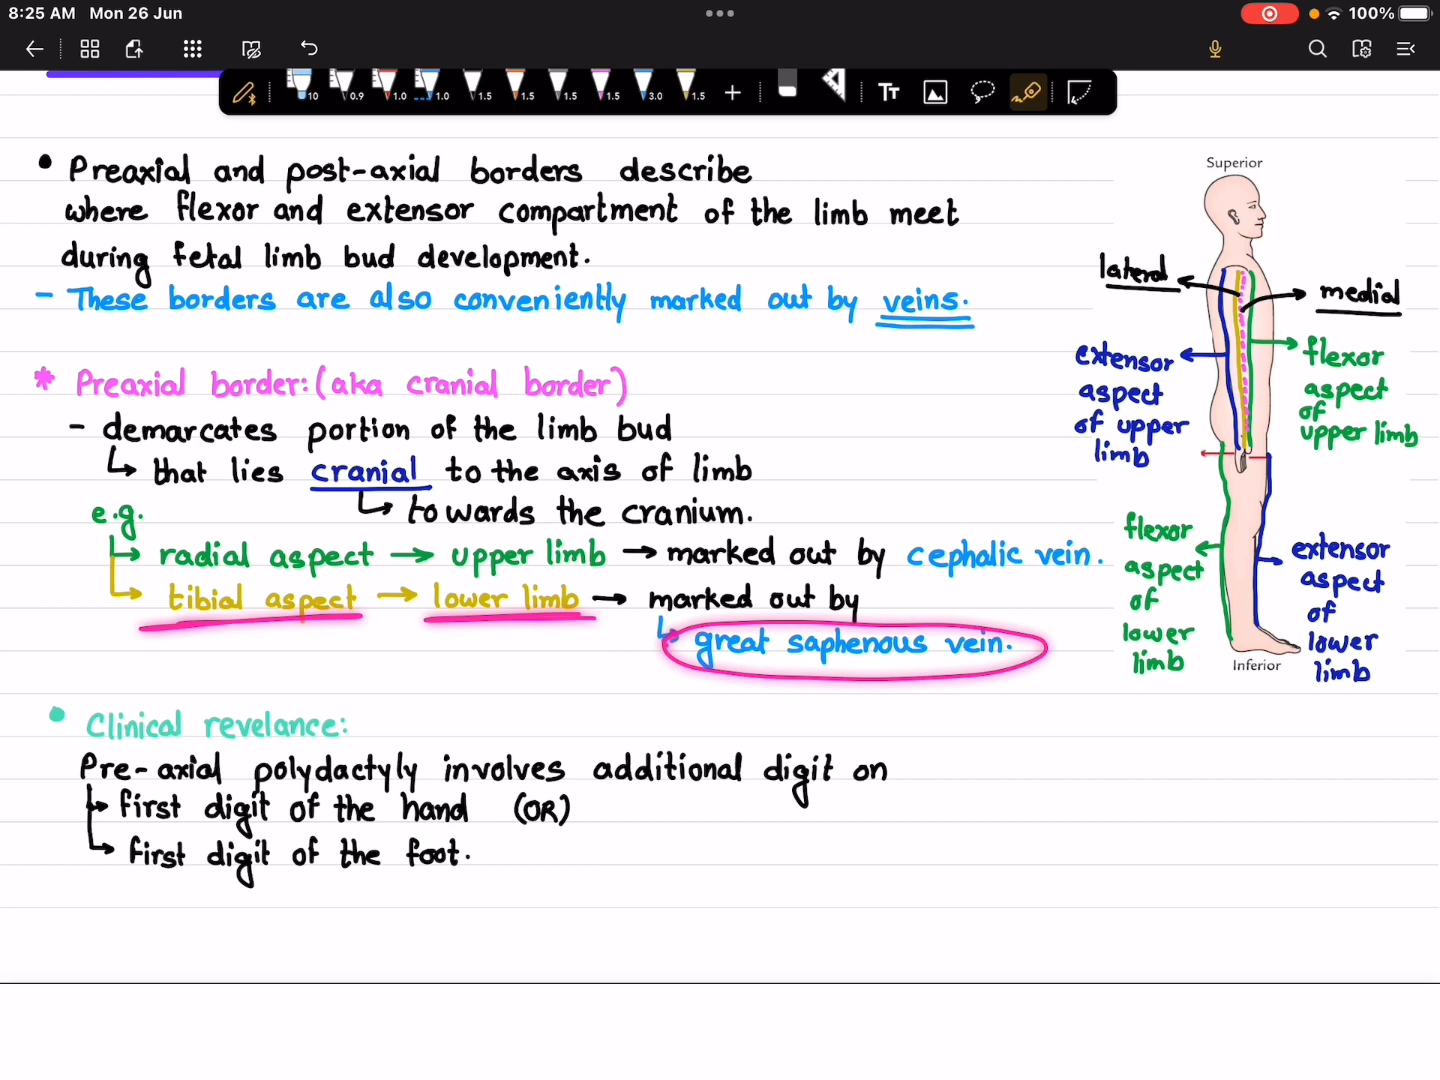 8:25 AM Mon 26 Jun
100%
10 0.9 1.0 1.0 1.5 1.5 1.5 1.5 3.0 1.5 Tt
• Preaxial and post-axial borders describe
where flexor and extensor compartment of the limb meet
during fetal limb bud development.
- These borders are also conveniently marked out by veins.
* Preaxial border: (aka cranial border)
- demarcates portion of the limb bud
↳ that lies cranial to the axis of limb
↳ towards the cranium.
e.g.
→ radial aspect → upper limb → marked out by cephalic vein.
→ tibial aspect → lower limb → marked out by
↳ great saphenous vein.
• Clinical revelance:
Pre-axial polydactyly involves additional digit on
→ first digit of the hand (OR)
↳ first digit of the foot.
Superior
lateral
medial
extensor
aspect
of upper
limb
flexor
aspect
of
upper limb
flexor
aspect
of
lower
limb
extensor
aspect
of
lower
limb
Inferior